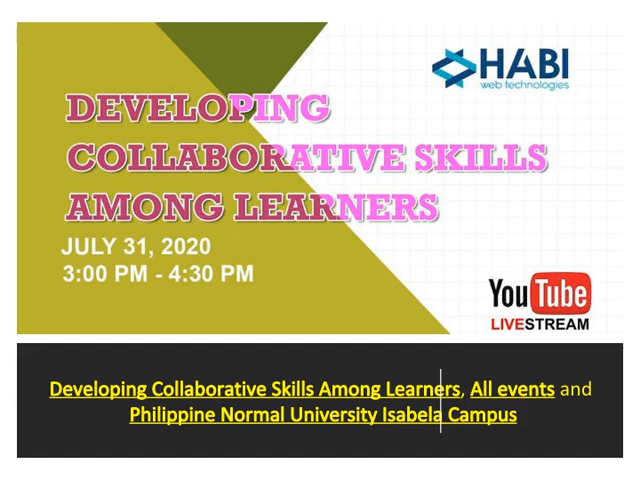 HABI
web technologies
DEVELOPING
COLLABORATIVE SKILLS
AMONG LEARNERS
JULY 31, 2020
3:00 PM - 4:30 PM
YouTube
LIVESTREAM
Developing Collaborative Skills Among Learners, All events and
Philippine Normal University Isabela Campus